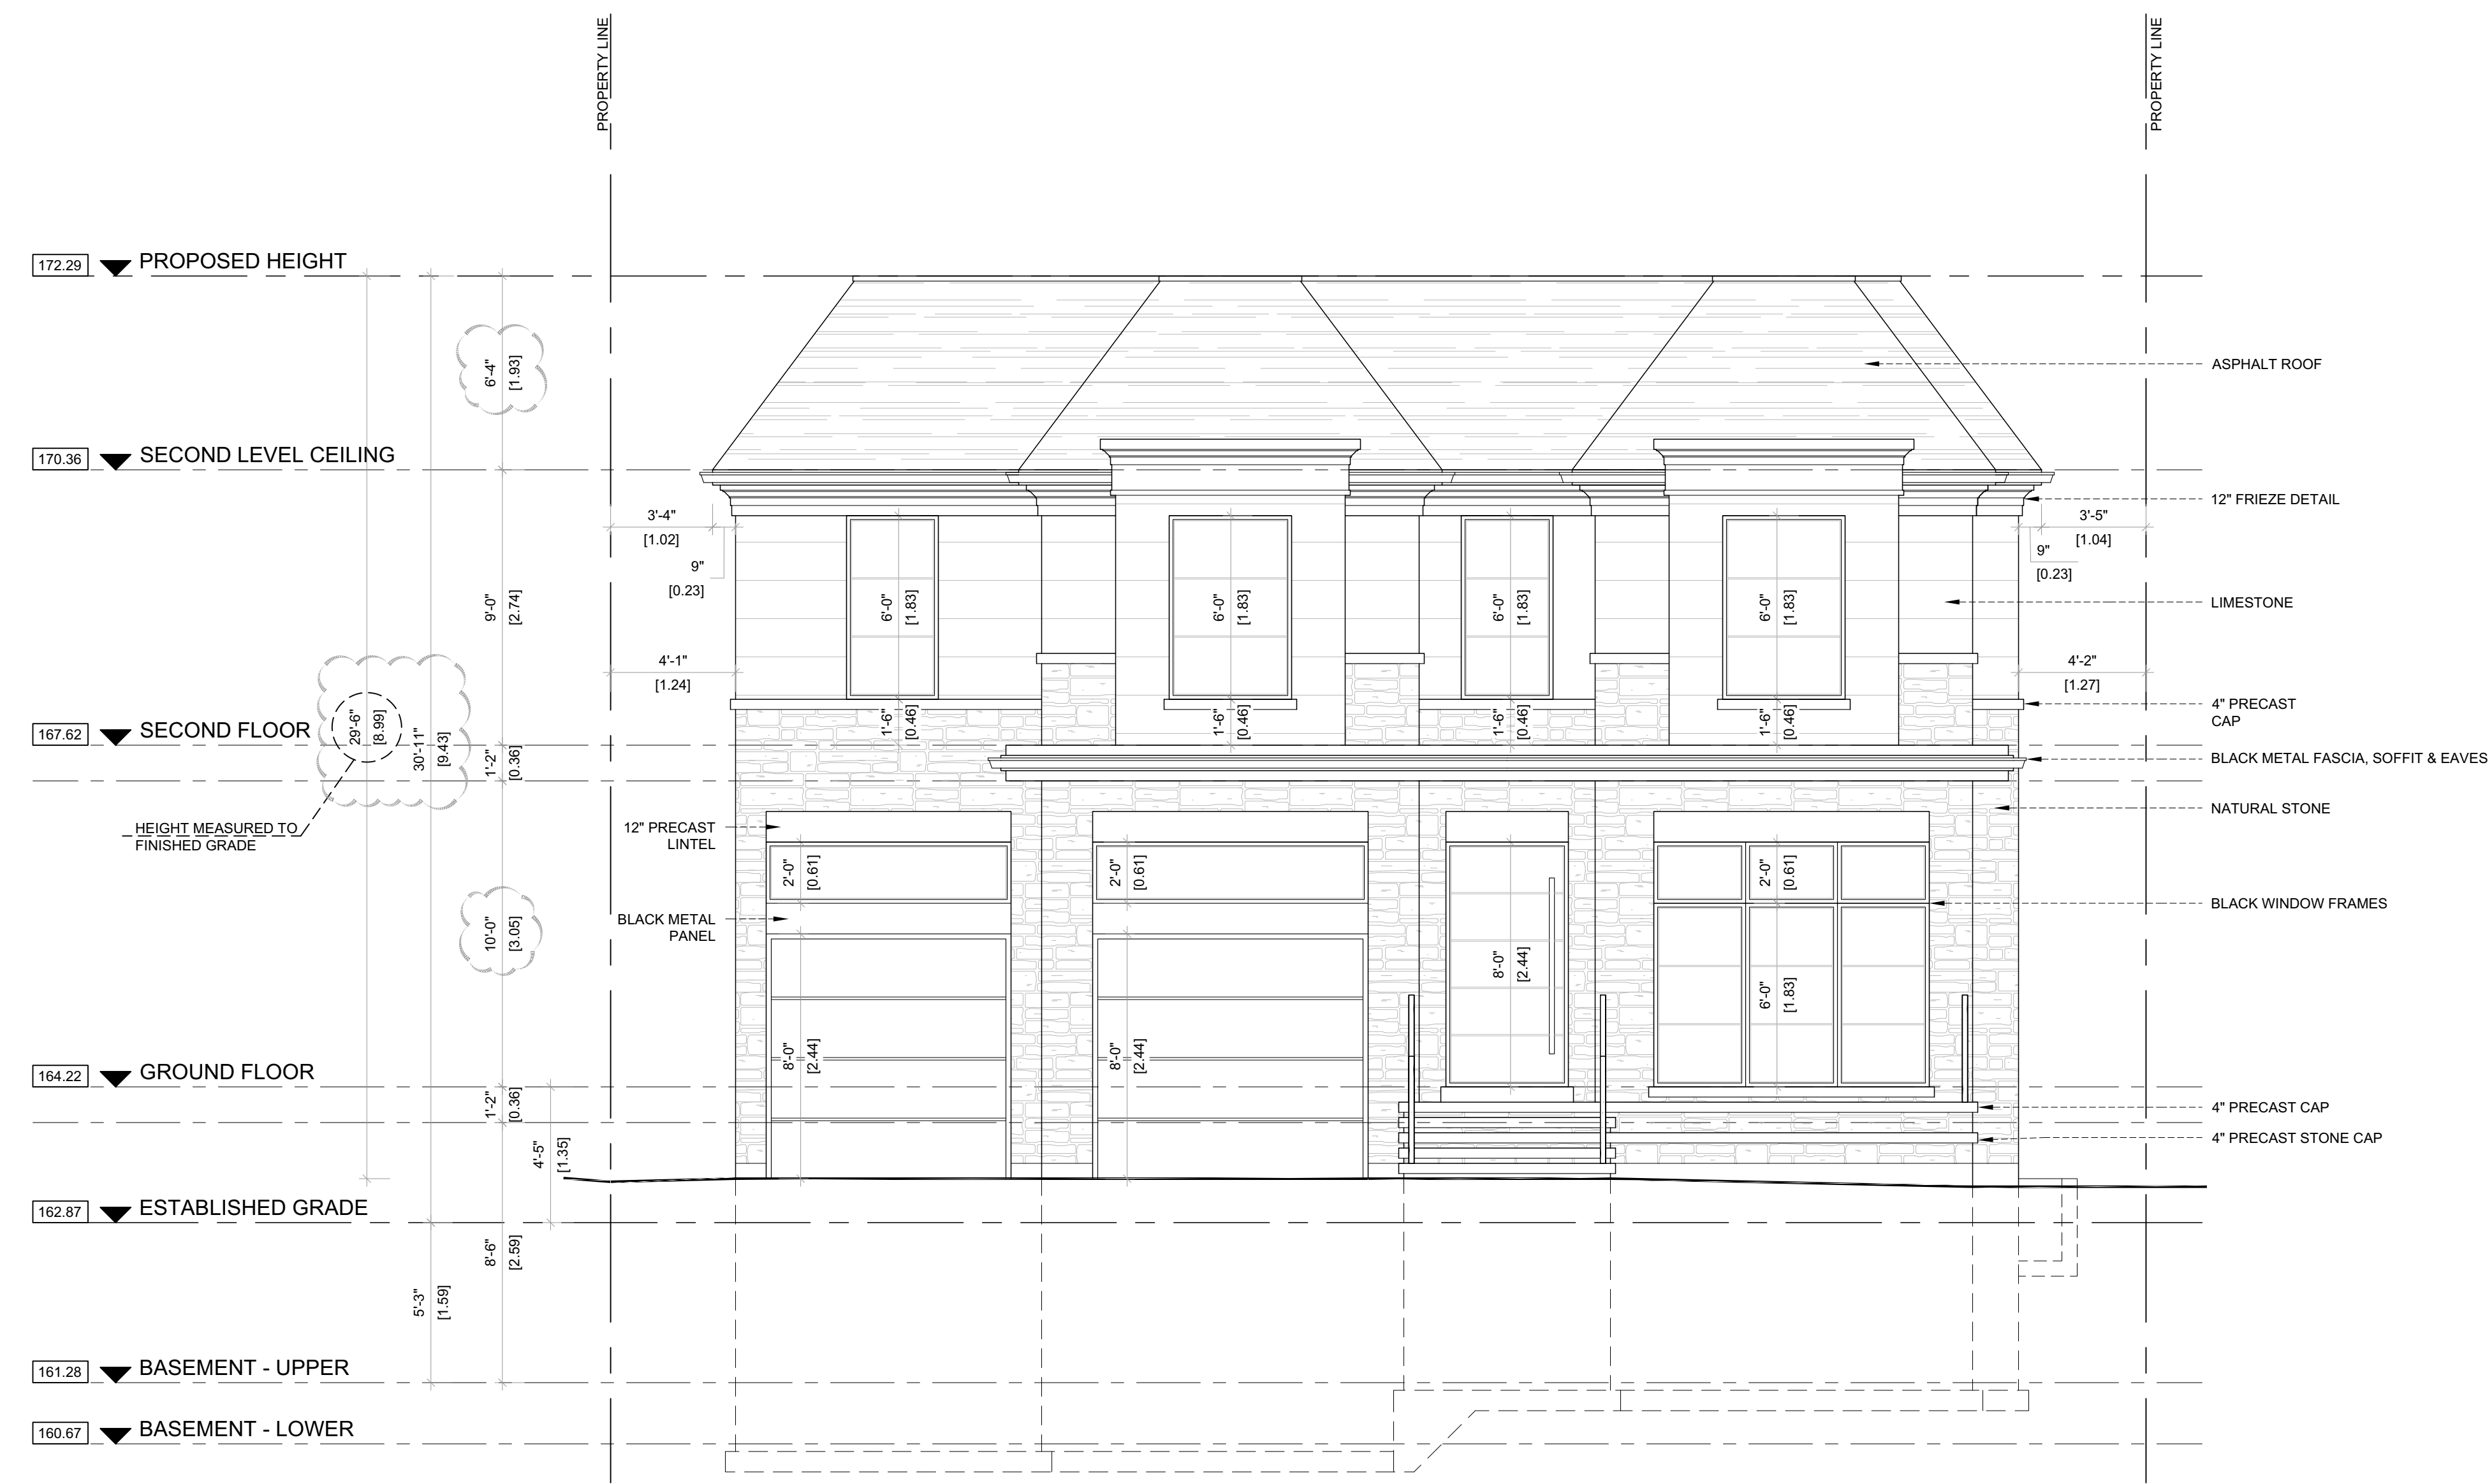 PROPERTY LINE
PROPERTY LINE
172.29
PROPOSED HEIGHT
6'-4"
[1.93]
ASPHALT ROOF
170.36
SECOND LEVEL CEILING
12" FRIEZE DETAIL
3'-4"
[1.02]
9"
[0.23]
3'-5"
[1.04]
9"
[0.23]
9'-0"
[2.74]
6'-0"
[1.83]
6'-0"
[1.83]
6'-0"
[1.83]
6'-0"
[1.83]
LIMESTONE
4'-1"
[1.24]
4'-2"
[1.27]
4" PRECAST
CAP
167.62
SECOND FLOOR
29'-6"
[8.99]
30'-11"
[9.43]
1'-2"
[0.36]
1'-6"
[0.46]
1'-6"
[0.46]
1'-6"
[0.46]
1'-6"
[0.46]
BLACK METAL FASCIA, SOFFIT & EAVES
NATURAL STONE
HEIGHT MEASURED TO
FINISHED GRADE
12" PRECAST
LINTEL
2'-0"
[0.61]
2'-0"
[0.61]
2'-0"
[0.61]
BLACK WINDOW FRAMES
BLACK METAL
PANEL
10'-0"
[3.05]
8'-0"
[2.44]
6'-0"
[1.83]
8'-0"
[2.44]
8'-0"
[2.44]
164.22
GROUND FLOOR
1'-2"
[0.36]
4" PRECAST CAP
4'-5"
[1.35]
4" PRECAST STONE CAP
162.87
ESTABLISHED GRADE
8'-6"
[2.59]
5'-3"
[1.59]
161.28
BASEMENT - UPPER
160.67
BASEMENT - LOWER